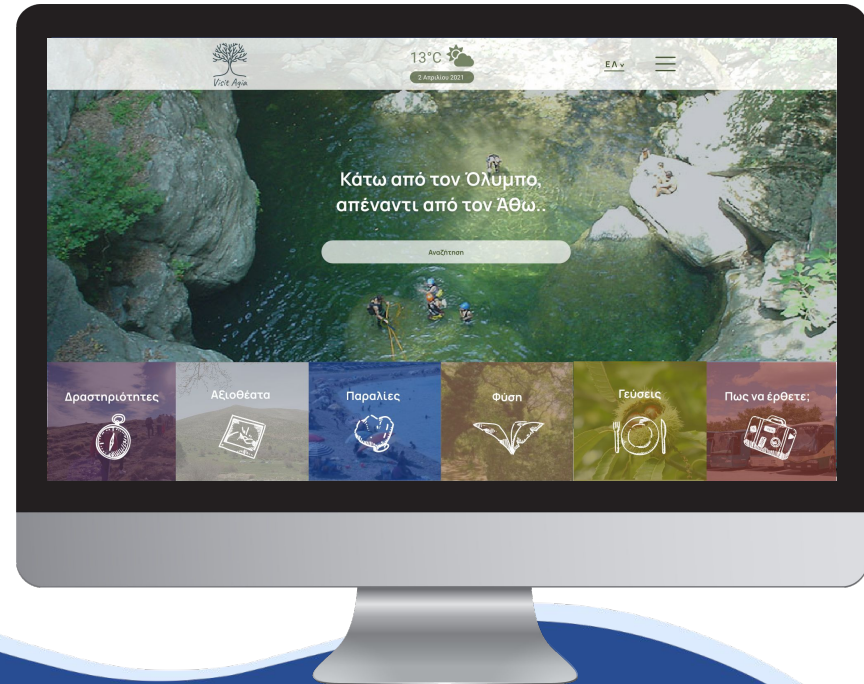 Visit Agia
13°C
2 Απριλίου 2021
ΕΛ
Κάτω από τον Όλυμπο,
απέναντι από τον Άθω..
Αναζήτηση
Δραστηριότητες
Αξιοθέατα
Παραλίες
Φύση
Γεύσεις
Πως να έρθετε;